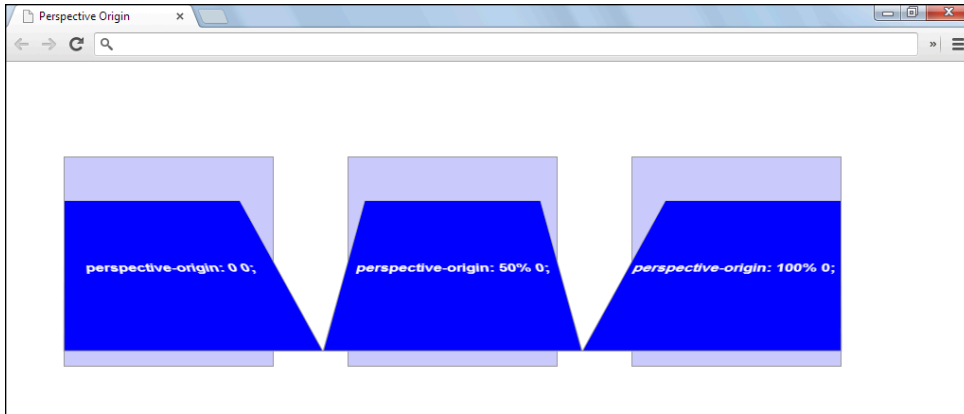 Perspective Origin
perspective-origin: 0 0;
perspective-origin: 50% 0;
perspective-origin: 100% 0;